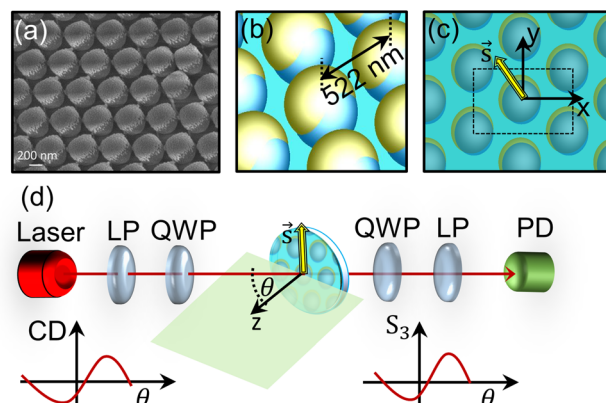 (a)
200 nm
(b)
522 nm
(c)
y
s
x
(d)
Laser
LP
QWP
s
QWP
LP
PD
θ
z
CD
θ
S₃
θ